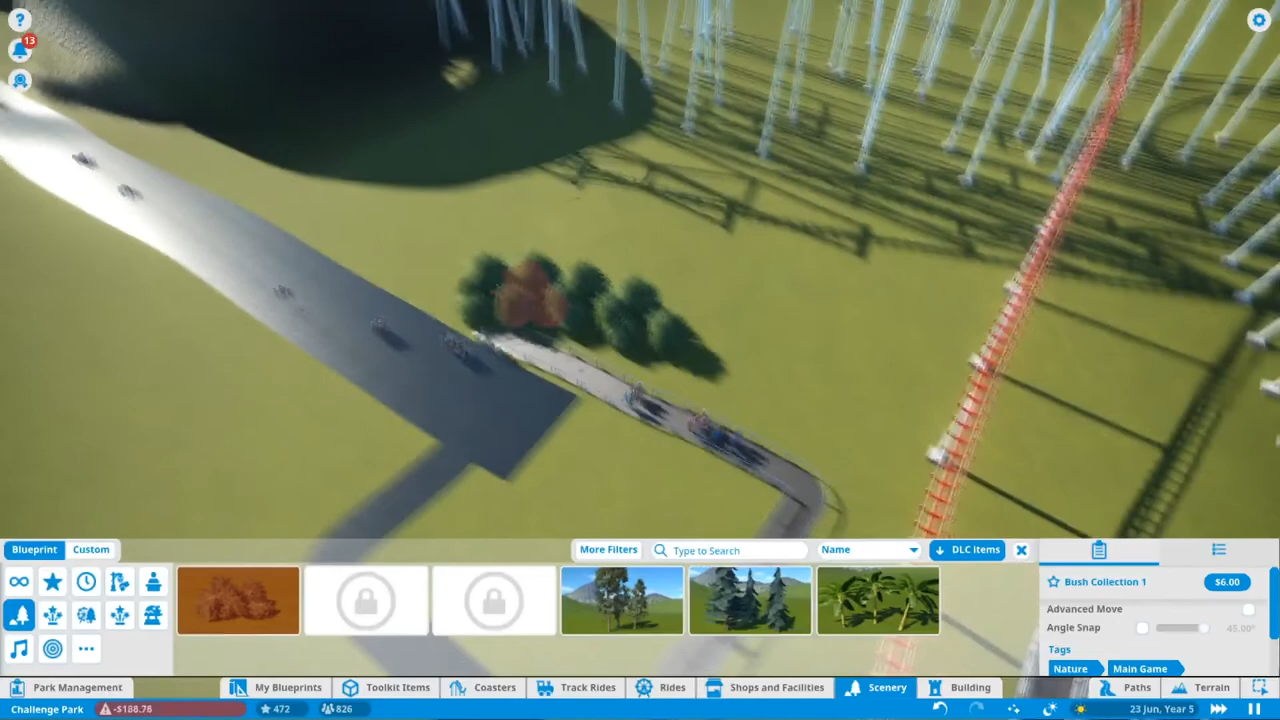 ?
13
Blueprint
Custom
More Filters
Type to Search
Name
DLC items
Bush Collection 1
$6.00
Advanced Move
Angle Snap
45.00°
Tags
Nature
Main Game
Park Management
My Blueprints
Toolkit Items
Coasters
Track Rides
Rides
Shops and Facilities
Scenery
Building
Paths
Terrain
Challenge Park
-$188.76
472
826
23 Jun, Year 5